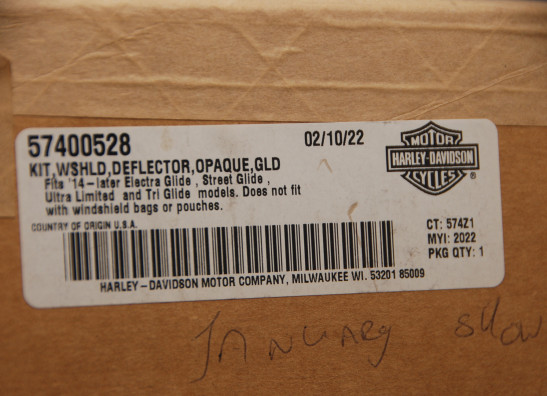 57400528 02/10/22
KIT,WSHLD,DEFLECTOR,OPAQUE,GLD
Fits '14-later Electra Glide, Street Glide,
Ultra Limited and Tri Glide models. Does not fit
with windshield bags or pouches.
COUNTRY OF ORIGIN U.S.A.
HARLEY-DAVIDSON MOTOR COMPANY, MILWAUKEE WI. 53201 85009
MOTOR
HARLEY-DAVIDSON
CYCLES
®
CT: 574Z1
MYI: 2022
PKG QTY: 1
JANUARY SHOW